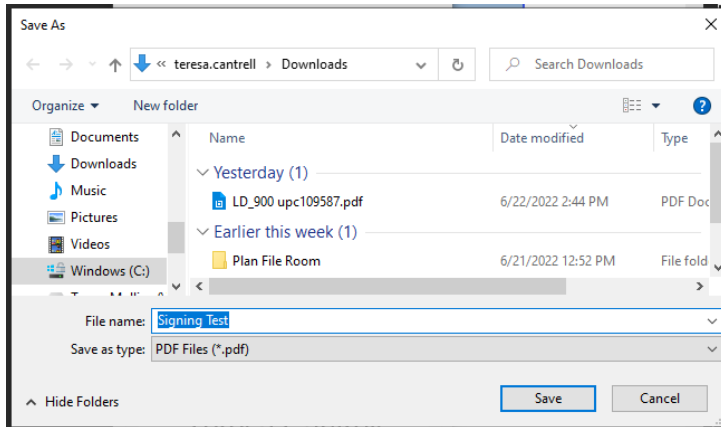 Save As
« teresa.cantrell > Downloads
Search Downloads
Organize
New folder
Documents
Downloads
Music
Pictures
Videos
Windows (C:)
Name Date modified Type
Yesterday (1)
LD_900 upc109587.pdf 6/22/2022 2:44 PM PDF Doc
Earlier this week (1)
Plan File Room 6/21/2022 12:52 PM File fold
File name: Signing Test
Save as type: PDF Files (*.pdf)
Hide Folders
Save
Cancel